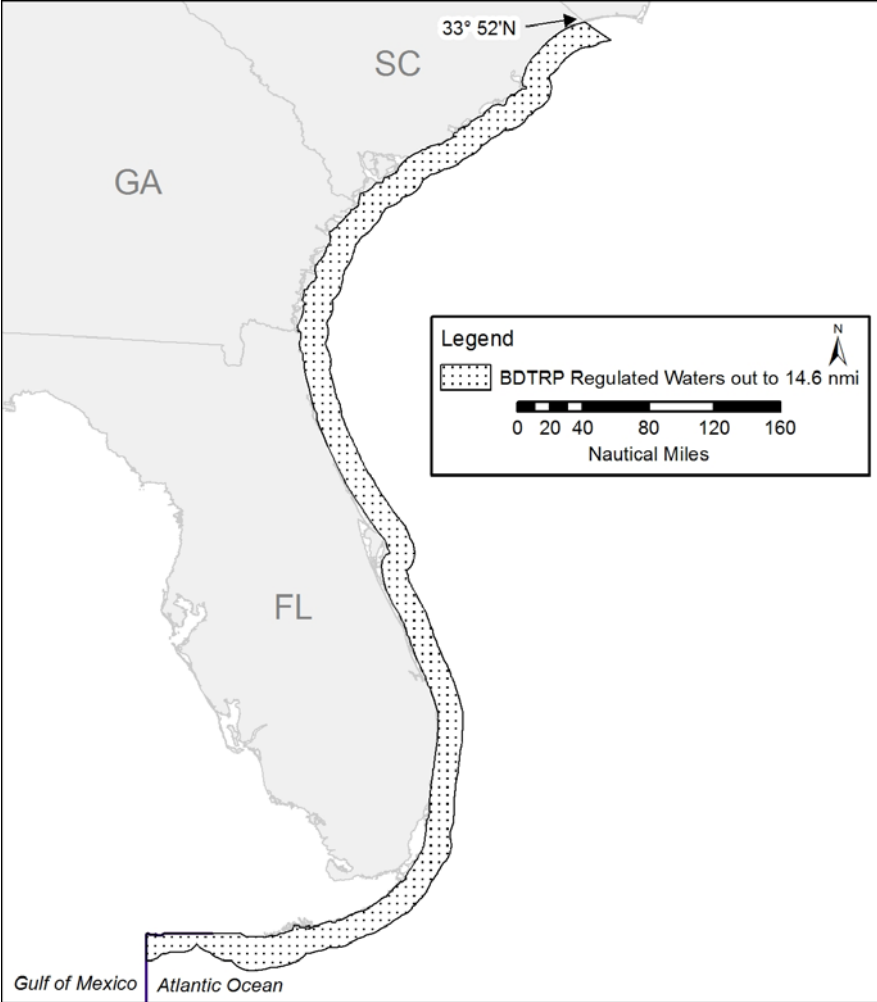 33° 52'N
SC
GA
Legend
N
BDTRP Regulated Waters out to 14.6 nmi
0 20 40 80 120 160
Nautical Miles
FL
Gulf of Mexico Atlantic Ocean